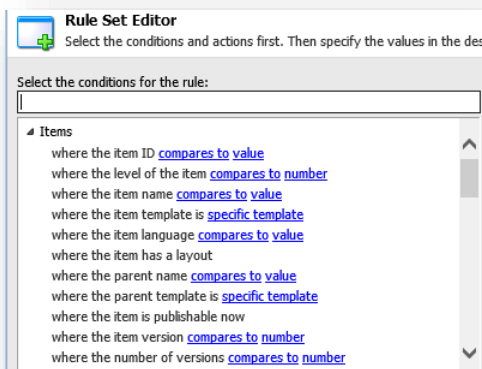 Rule Set Editor
Select the conditions and actions first. Then specify the values in the des
Select the conditions for the rule:
Items
where the item ID compares to value
where the level of the item compares to number
where the item name compares to value
where the item template is specific template
where the item language compares to value
where the item has a layout
where the parent name compares to value
where the parent template is specific template
where the item is publishable now
where the item version compares to number
where the number of versions compares to number